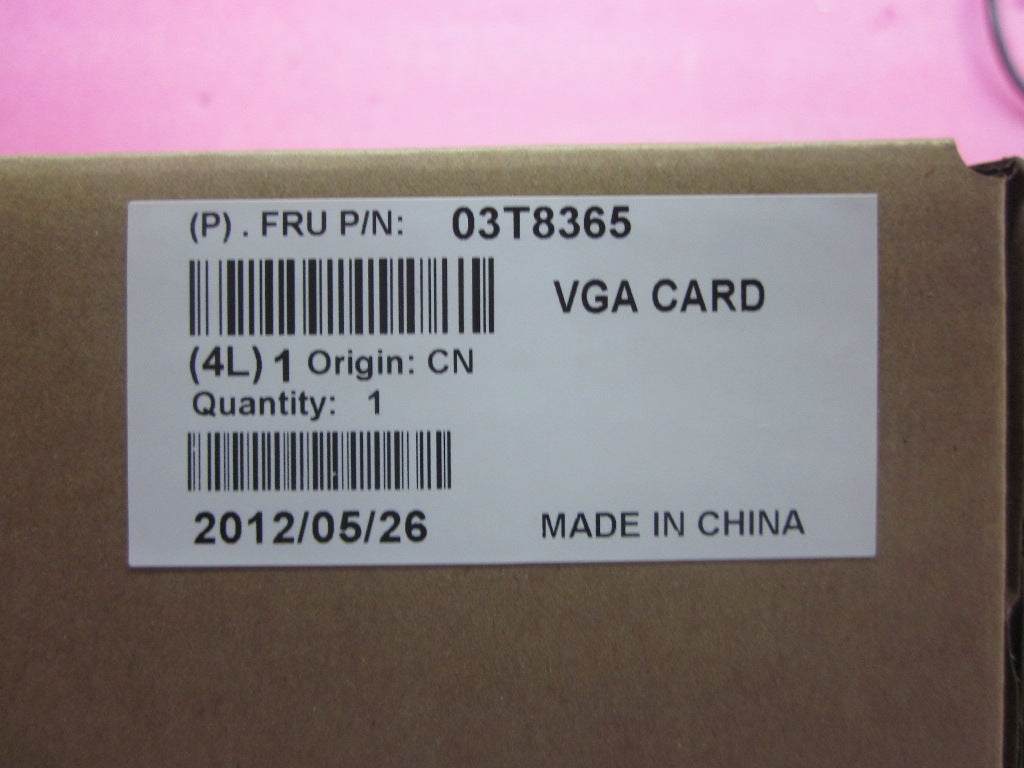 (P) . FRU P/N: 03T8365
VGA CARD
(4L) 1 Origin: CN
Quantity: 1
2012/05/26 MADE IN CHINA